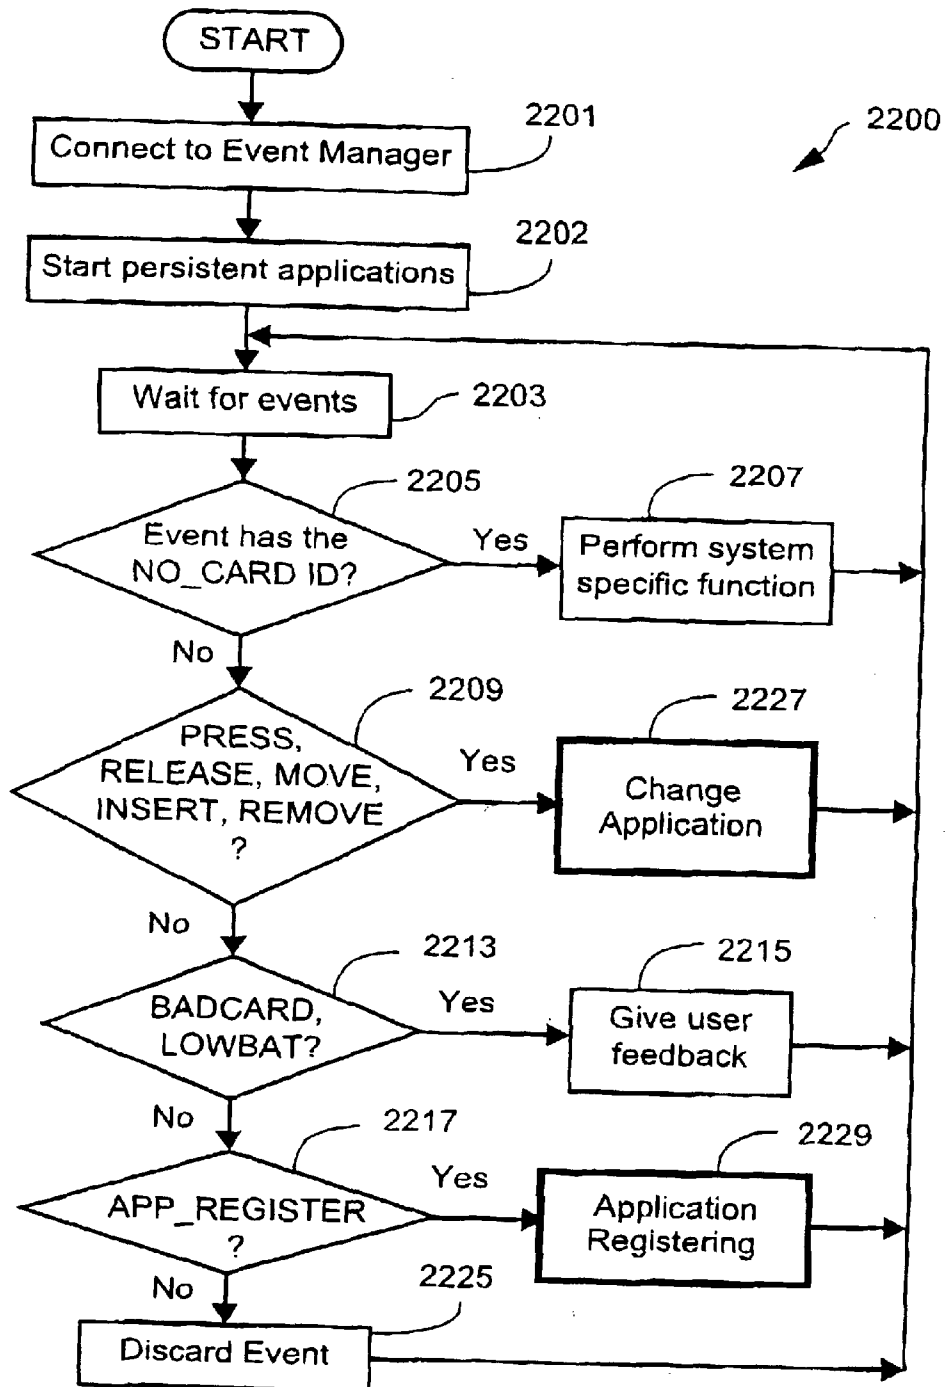 START
2201
2200
Connect to Event Manager
2202
Start persistent applications
Wait for events
2203
2205
2207
Event has the
NO_CARD ID?
Yes
Perform system
specific function
No
2209
2227
PRESS,
RELEASE, MOVE,
INSERT, REMOVE
?
Yes
Change
Application
No
2213
2215
BADCARD,
LOWBAT?
Yes
Give user
feedback
No
2217
2229
APP_REGISTER
?
Yes
Application
Registering
No
2225
Discard Event